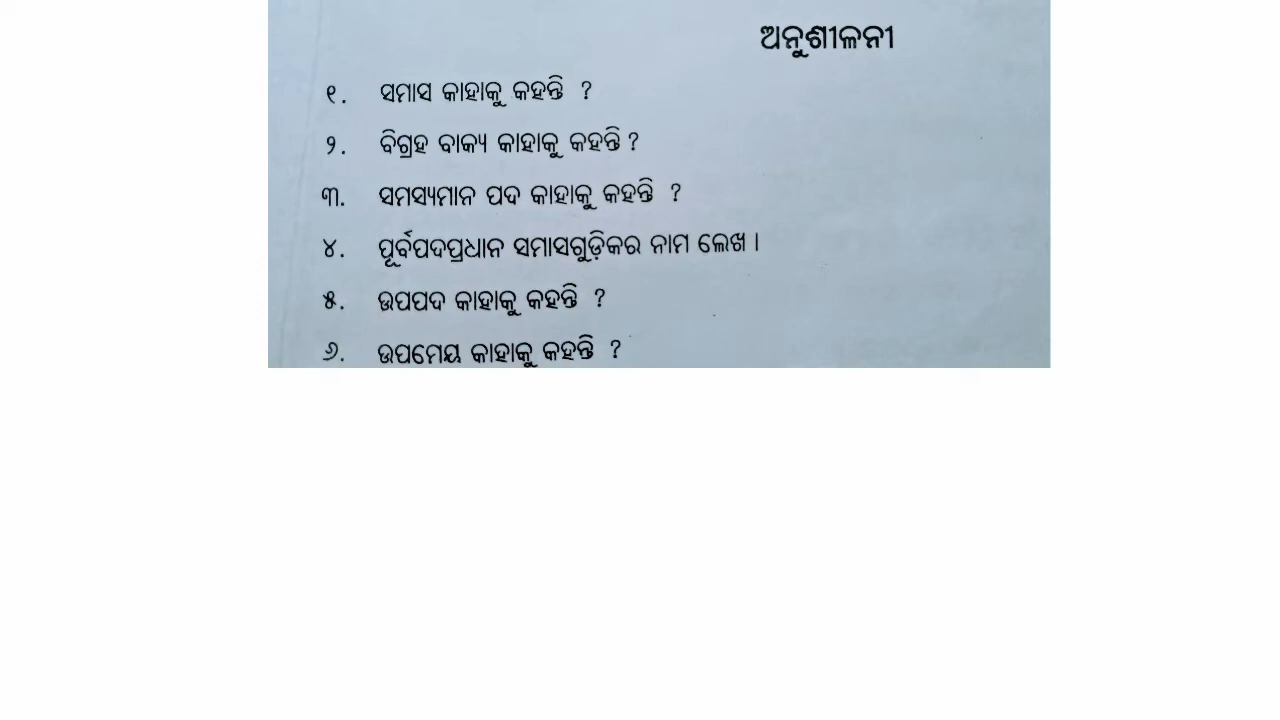 ଅନୁଶୀଳନୀ
୧. ସମାସ କାହାକୁ କହନ୍ତି ?
୨. ବିଗ୍ରହ ବାକ୍ୟ କାହାକୁ କହନ୍ତି ?
୩. ସମସ୍ୟମାନ ପଦ କାହାକୁ କହନ୍ତି ?
୪. ପୂର୍ବପଦପ୍ରଧାନ ସମାସଗୁଡ଼ିକର ନାମ ଲେଖ ।
୫. ଉପପଦ କାହାକୁ କହନ୍ତି ?
୬. ଉପମେୟ କାହାକୁ କହନ୍ତି ?